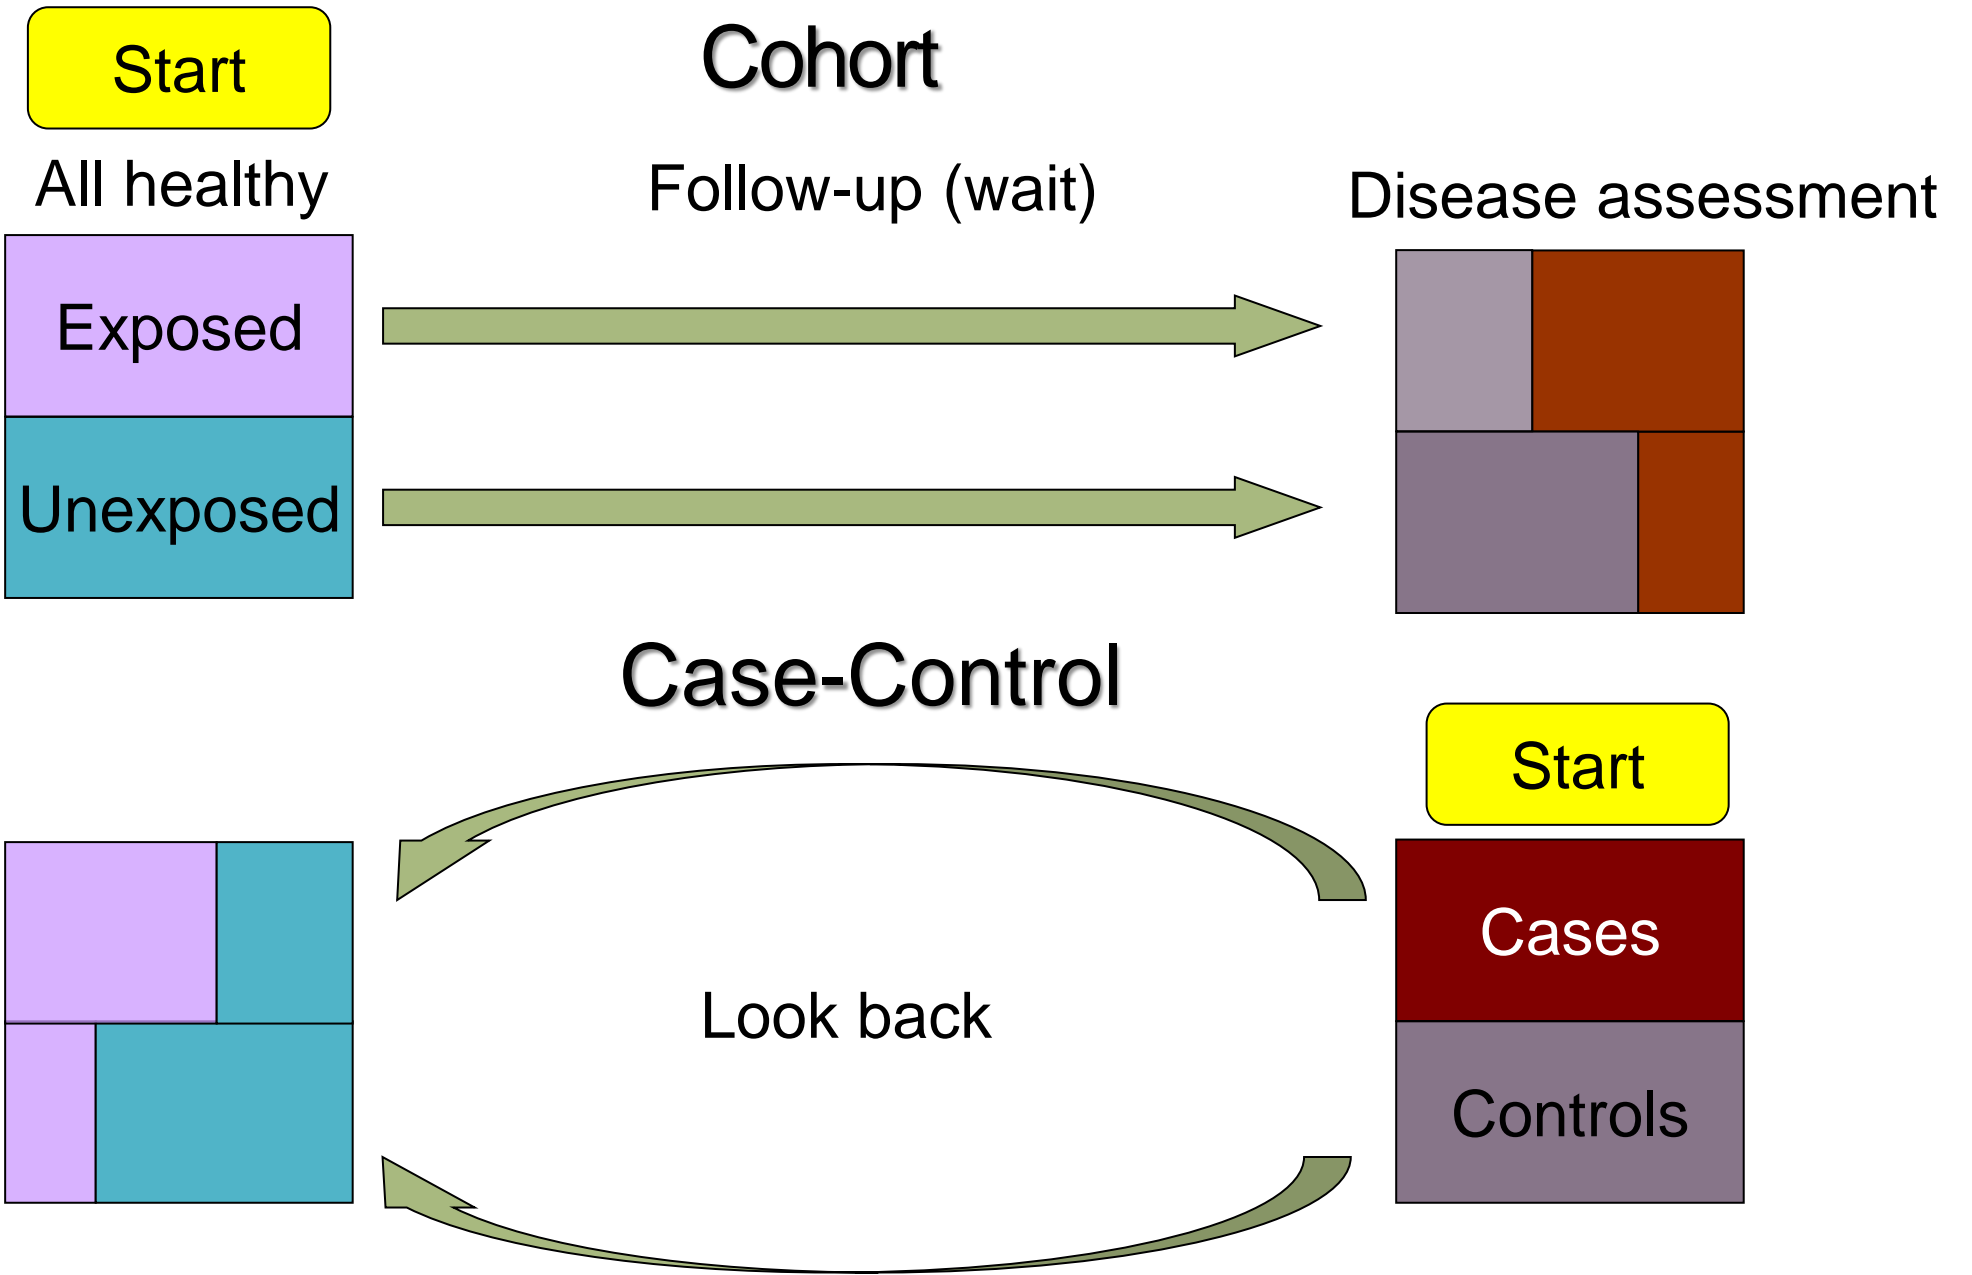 Start
Cohort
All healthy
Follow-up (wait)
Disease assessment
Exposed
Unexposed
Case-Control
Start
Cases
Look back
Controls